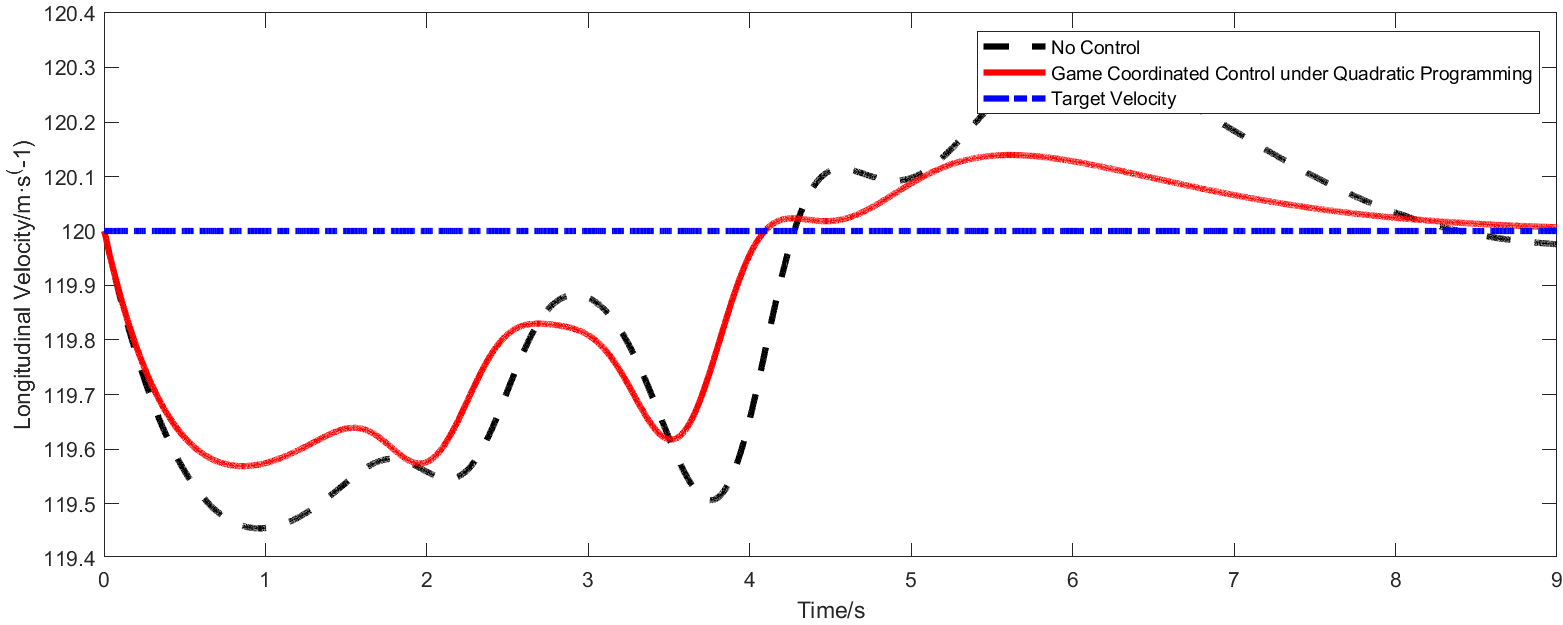 120.4
120.3
120.2
120.1
120
119.9
119.8
119.7
119.6
119.5
119.4
Longitudinal Velocity/m·s⁽-1)
No Control
Game Coordinated Control under Quadratic Programming
Target Velocity
0 1 2 3 4 5 6 7 8 9
Time/s